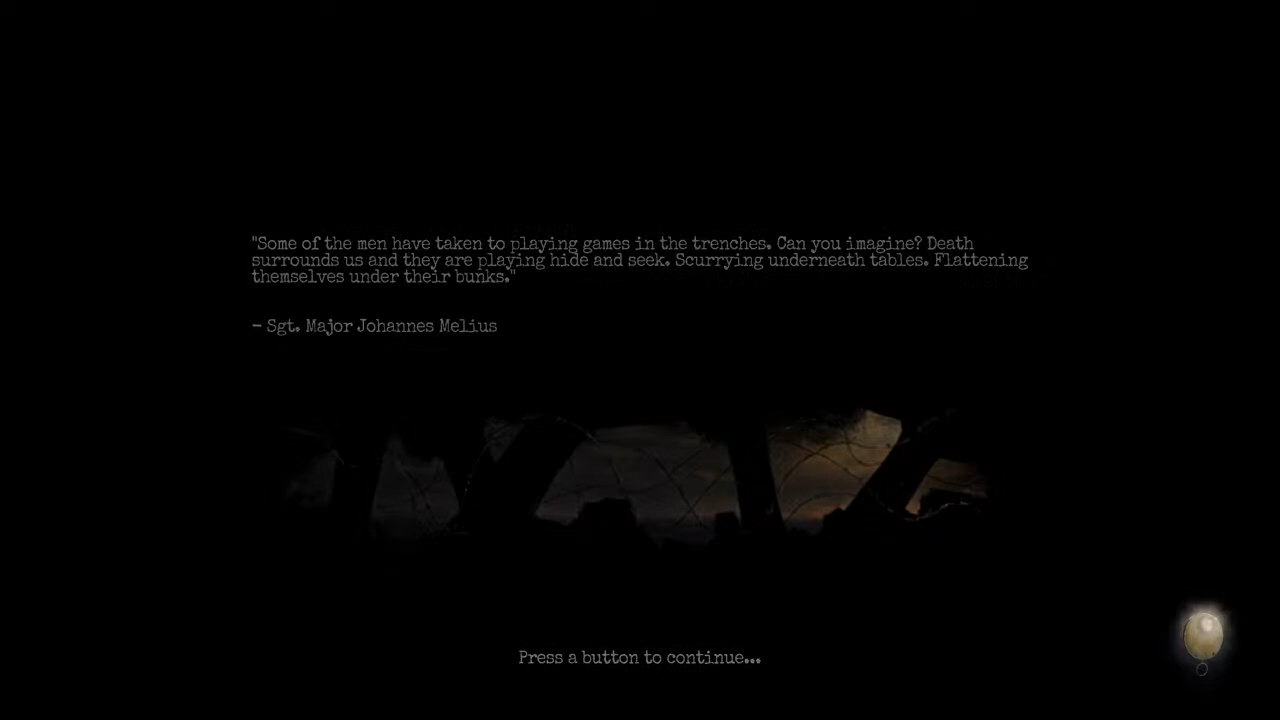 "Some of the men have taken to playing games in the trenches. Can you imagine? Death
surrounds us and they are playing hide and seek. Scurrying underneath tables. Flattening
themselves under their bunks."
- Sgt. Major Johannes Melius
Press a button to continue...